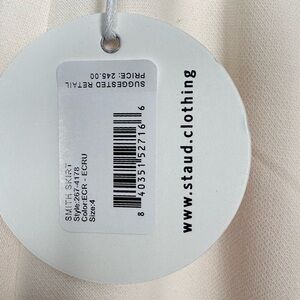 SMITH SKIRT
Style:267-4178
Color:ECR - ECRU
Size:4
8 40351 52716 6
SUGGESTED RETAIL
PRICE: 245.00
www.staud.clothing